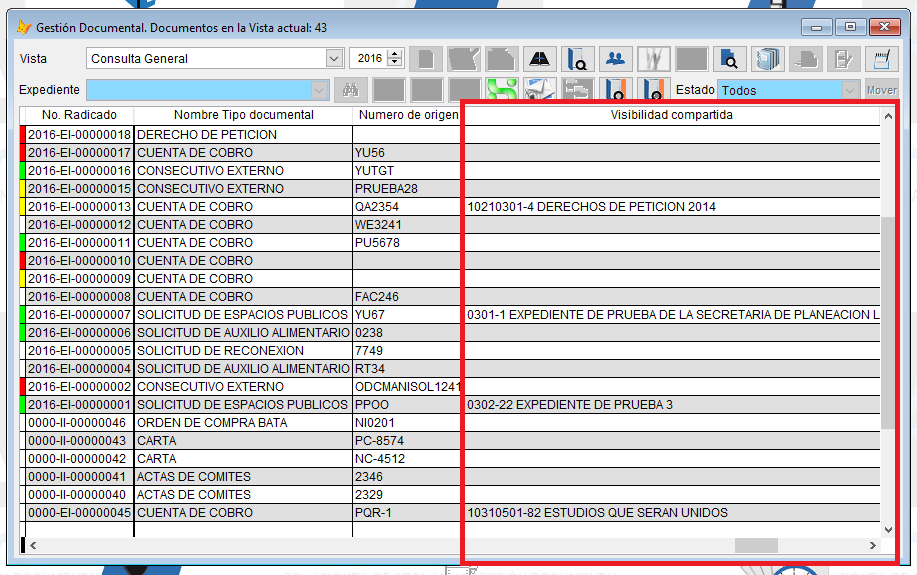 Gestión Documental. Documentos en la Vista actual: 43
Vista Consulta General 2016
Expediente Estado Todos Mover
No. Radicado Nombre Tipo documental Numero de origen Visibilidad compartida
2016-EI-00000018 DERECHO DE PETICION
2016-EI-00000017 CUENTA DE COBRO YU56
2016-EI-00000016 CONSECUTIVO EXTERNO YUTGT
2016-EI-00000015 CONSECUTIVO EXTERNO PRUEBA28
2016-EI-00000013 CUENTA DE COBRO QA2354 10210301-4 DERECHOS DE PETICION 2014
2016-EI-00000012 CUENTA DE COBRO WE3241
2016-EI-00000011 CUENTA DE COBRO PU5678
2016-EI-00000010 CUENTA DE COBRO
2016-EI-00000009 CUENTA DE COBRO
2016-EI-00000008 CUENTA DE COBRO FAC246
2016-EI-00000007 SOLICITUD DE ESPACIOS PUBLICOS YU67 0301-1 EXPEDIENTE DE PRUEBA DE LA SECRETARIA DE PLANEACION L
2016-EI-00000006 SOLICITUD DE AUXILIO ALIMENTARIO 0238
2016-EI-00000005 SOLICITUD DE RECONEXION 7749
2016-EI-00000004 SOLICITUD DE AUXILIO ALIMENTARIO RT34
2016-EI-00000002 CONSECUTIVO EXTERNO ODCMANISOL1241
2016-EI-00000001 SOLICITUD DE ESPACIOS PUBLICOS PPOO 0302-22 EXPEDIENTE DE PRUEBA 3
0000-II-00000046 ORDEN DE COMPRA BATA NI0201
0000-II-00000043 CARTA PC-8574
0000-II-00000042 CARTA NC-4512
0000-II-00000041 ACTAS DE COMITES 2346
0000-II-00000040 ACTAS DE COMITES 2329
0000-EI-00000045 CUENTA DE COBRO PQR-1 10310501-82 ESTUDIOS QUE SERAN UNIDOS